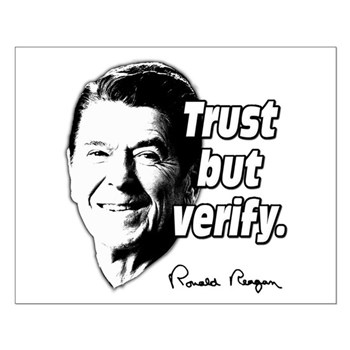 Trust
but
verify.
Ronald Reagan